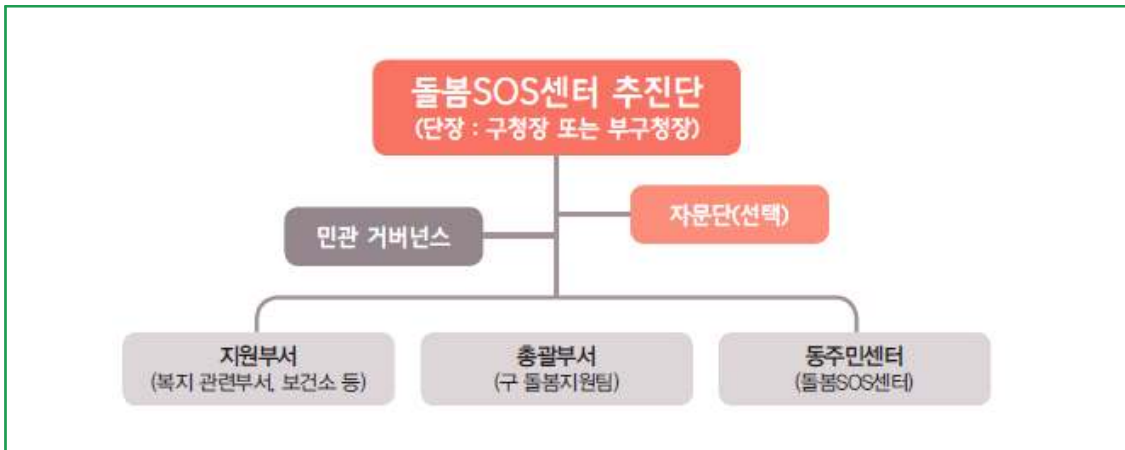 돌봄SOS센터 추진단
(단장 : 구청장 또는 부구청장)
자문단(선택)
민관 거버넌스
지원부서
(복지 관련부서, 보건소 등)
총괄부서
(구 돌봄지원팀)
동주민센터
(돌봄SOS센터)